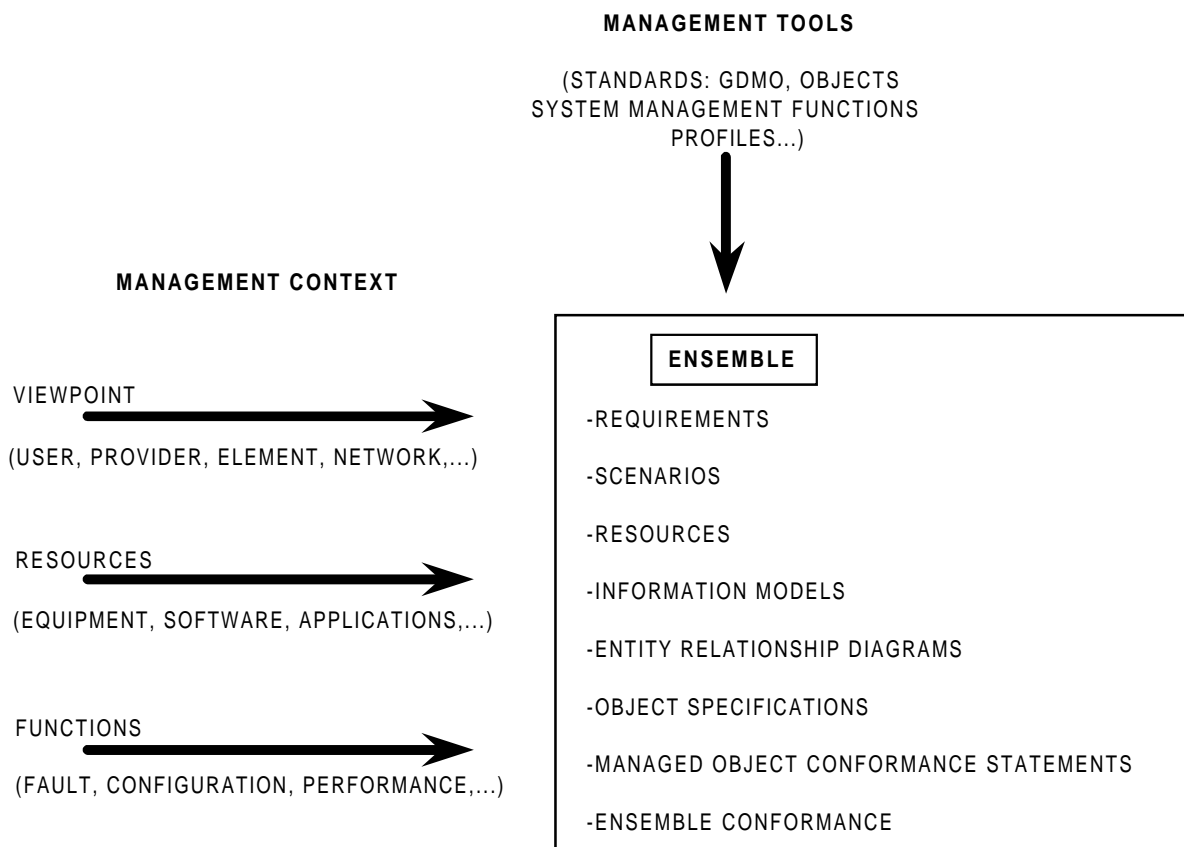 MANAGEMENT TOOLS
(STANDARDS: GDMO, OBJECTS
SYSTEM MANAGEMENT FUNCTIONS
PROFILES...)
MANAGEMENT CONTEXT
VIEWPOINT
(USER, PROVIDER, ELEMENT, NETWORK,...)
RESOURCES
(EQUIPMENT, SOFTWARE, APPLICATIONS,...)
FUNCTIONS
(FAULT, CONFIGURATION, PERFORMANCE,...)
ENSEMBLE
-REQUIREMENTS
-SCENARIOS
-RESOURCES
-INFORMATION MODELS
-ENTITY RELATIONSHIP DIAGRAMS
-OBJECT SPECIFICATIONS
-MANAGED OBJECT CONFORMANCE STATEMENTS
-ENSEMBLE CONFORMANCE